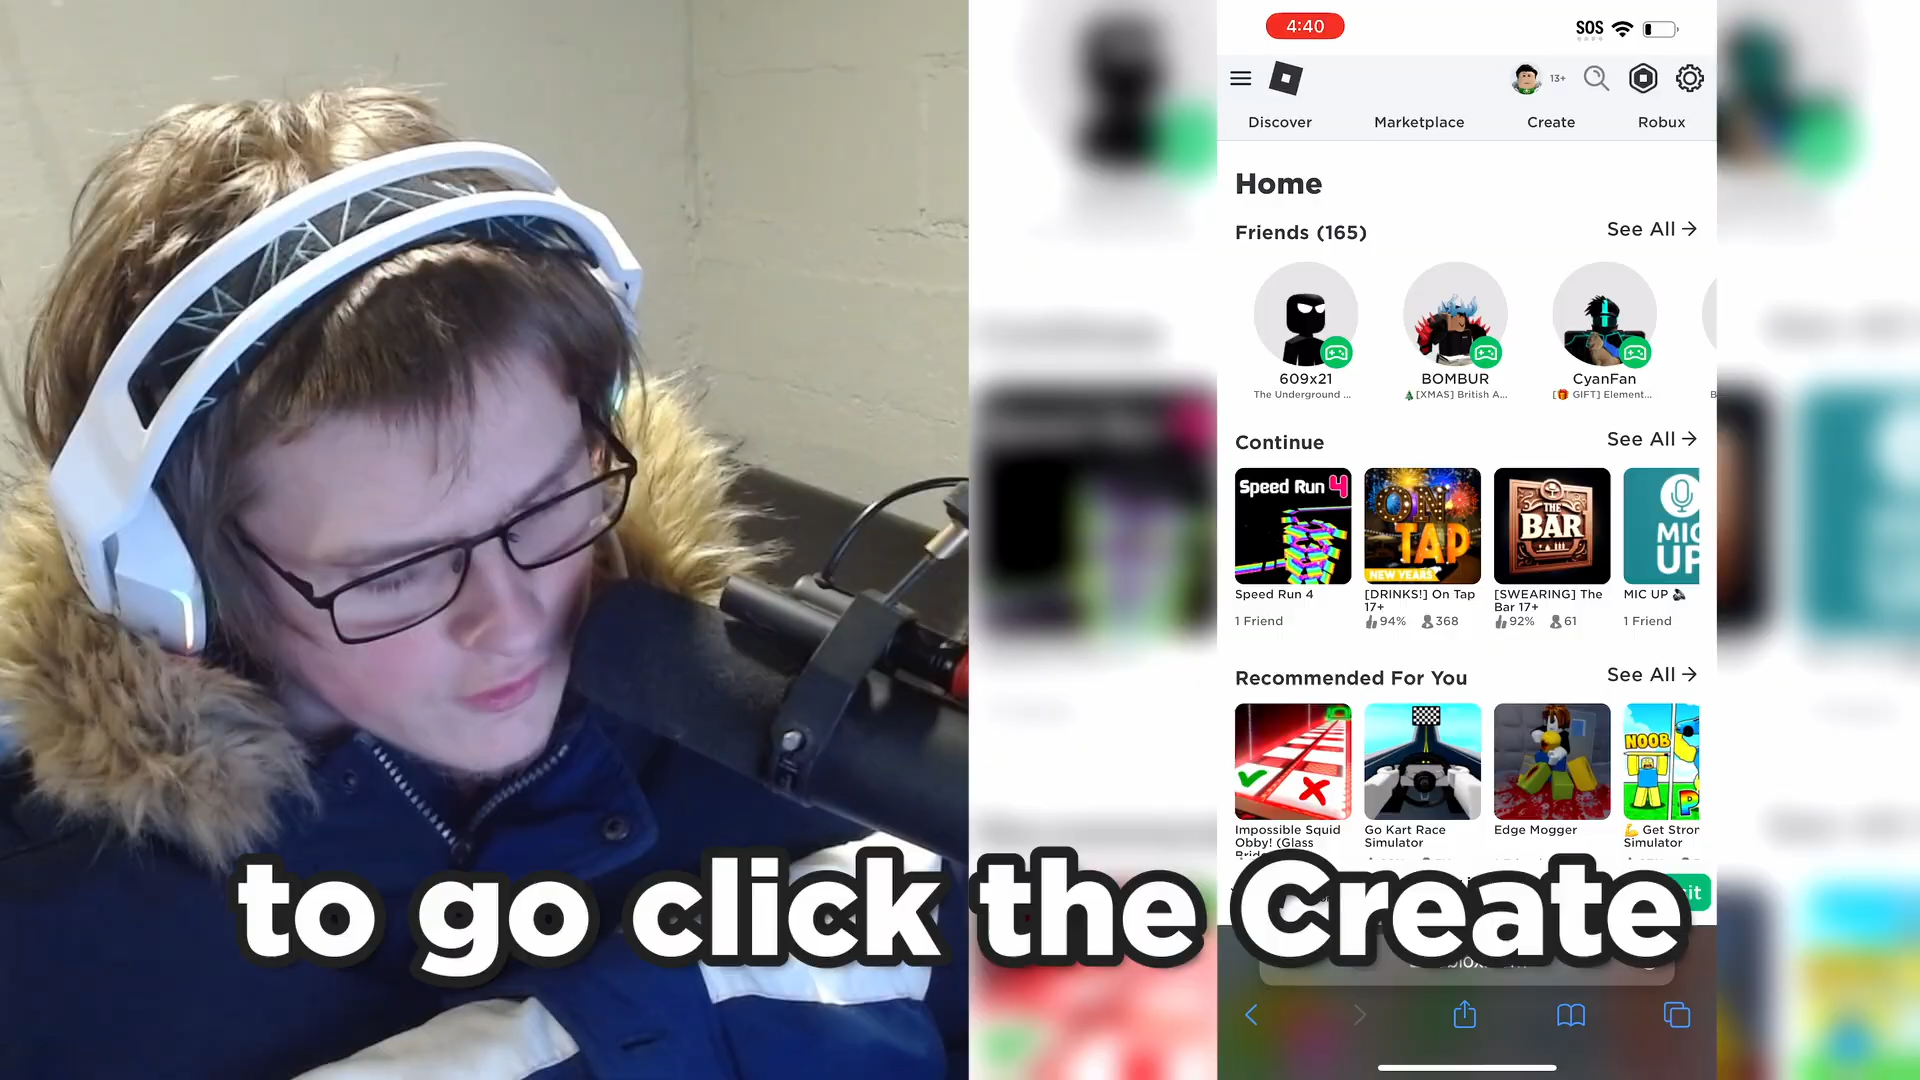 4:40
SOS
13+
Discover Marketplace Create Robux
Home
Friends (165) See All →
609x21 BOMBUR CyanFan
The Underground ... 🎄[XMAS] British A... [🎁 GIFT] Element...
Continue See All →
Speed Run 4
ON TAP
NEW YEARS
THE BAR
MIC UP
Speed Run 4 [DRINKS!] On Tap 17+ [SWEARING] The Bar 17+ MIC UP 🔊
1 Friend 94% 368 92% 61 1 Friend
Recommended For You See All →
NOOB
Impossible Squid Obby! (Glass Go Kart Race Simulator Edge Mogger 💪 Get Stron Simulator
to go click the Create